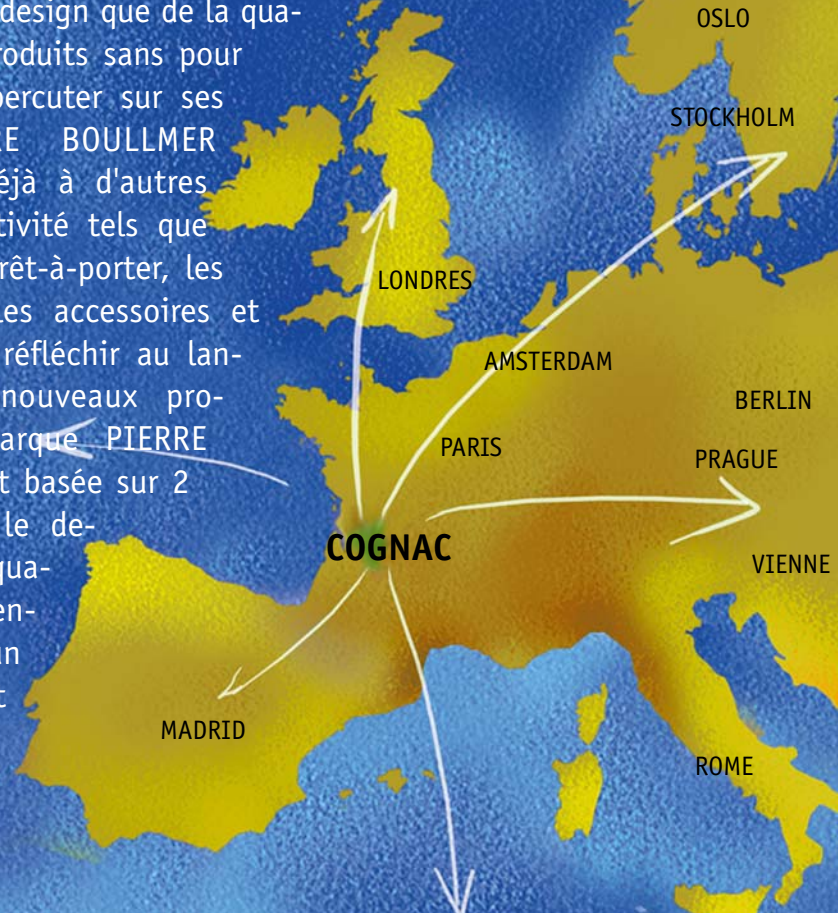 design que de la qua-
roduits sans pour
percuter sur ses
RE BOULLMER
éjà à d'autres
tivité tels que
rêt-à-porter, les
les accessoires et
réfléchir au lan-
nouveaux pro-
arque PIERRE
t basée sur 2
le de-
qua-
en-
un
t
OSLO
STOCKHOLM
LONDRES
AMSTERDAM
BERLIN
PARIS
PRAGUE
COGNAC
VIENNE
MADRID
ROME